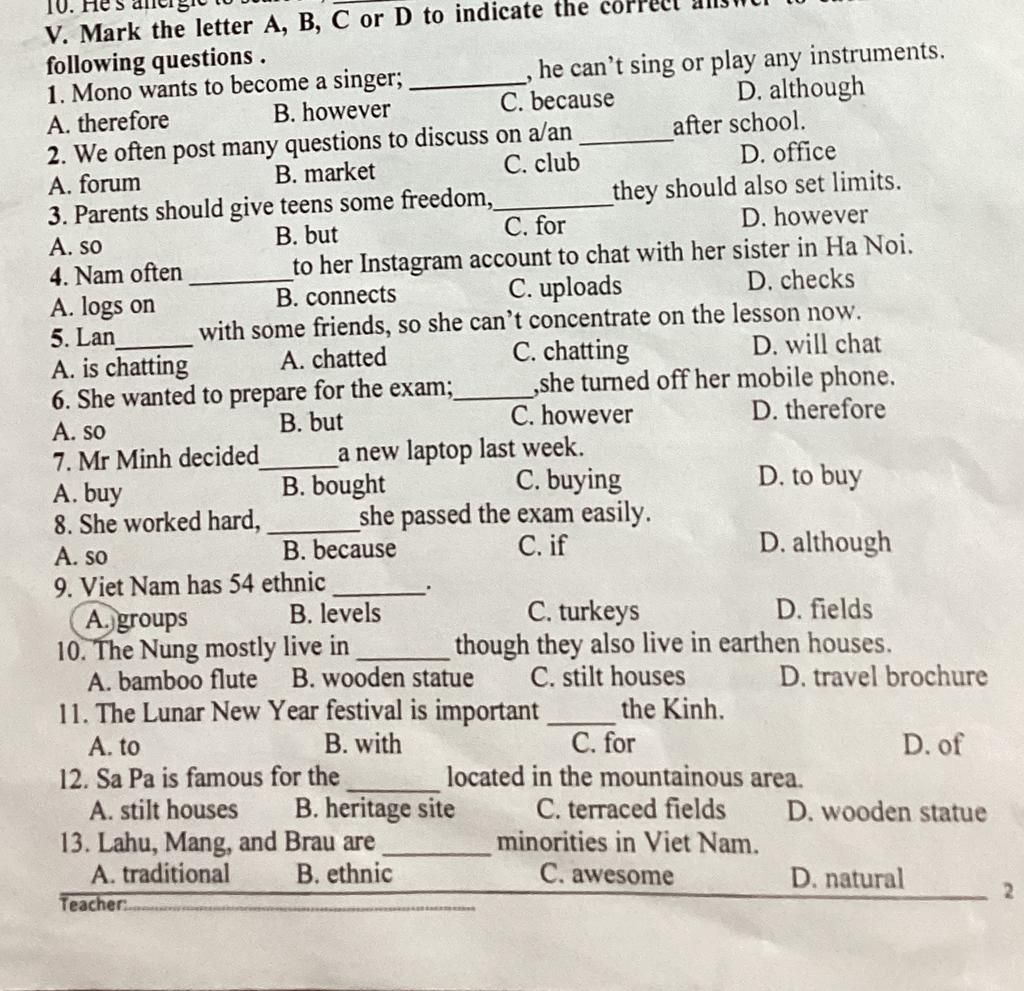 10. He's allergic to
V. Mark the letter A, B, C or D to indicate the correct answer to
following questions .
1. Mono wants to become a singer; ________, he can't sing or play any instruments.
A. therefore B. however C. because D. although
2. We often post many questions to discuss on a/an ________ after school.
A. forum B. market C. club D. office
3. Parents should give teens some freedom,________ they should also set limits.
A. so B. but C. for D. however
4. Nam often ________ to her Instagram account to chat with her sister in Ha Noi.
A. logs on B. connects C. uploads D. checks
5. Lan______ with some friends, so she can't concentrate on the lesson now.
A. is chatting A. chatted C. chatting D. will chat
6. She wanted to prepare for the exam;______,she turned off her mobile phone.
A. so B. but C. however D. therefore
7. Mr Minh decided______a new laptop last week.
A. buy B. bought C. buying D. to buy
8. She worked hard, _______she passed the exam easily.
A. so B. because C. if D. although
9. Viet Nam has 54 ethnic _______.
A. groups B. levels C. turkeys D. fields
10. The Nung mostly live in _______ though they also live in earthen houses.
A. bamboo flute B. wooden statue C. stilt houses D. travel brochure
11. The Lunar New Year festival is important _____ the Kinh.
A. to B. with C. for D. of
12. Sa Pa is famous for the _______ located in the mountainous area.
A. stilt houses B. heritage site C. terraced fields D. wooden statue
13. Lahu, Mang, and Brau are ________ minorities in Viet Nam.
A. traditional B. ethnic C. awesome D. natural
Teacher:........................................................ 2